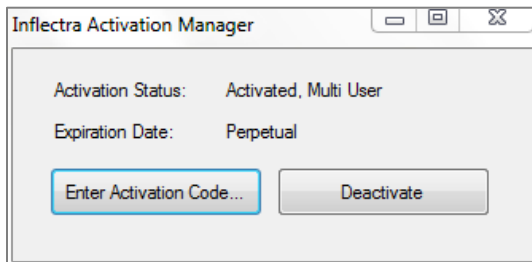 Inflectra Activation Manager
Activation Status: Activated, Multi User
Expiration Date: Perpetual
Enter Activation Code... Deactivate